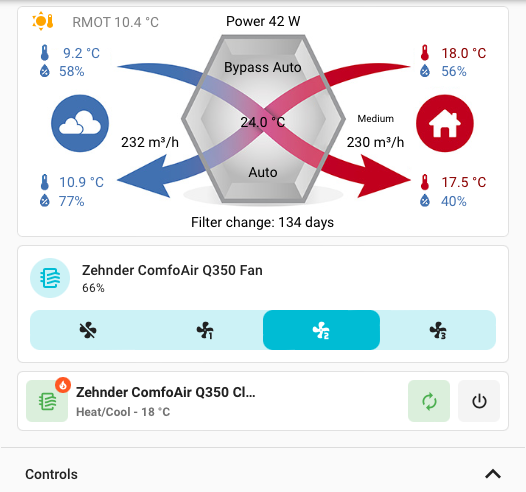 RMOT 10.4 °C
Power 42 W
9.2 °C
58%
Bypass Auto
18.0 °C
56%
24.0 °C
Medium
232 m³/h
230 m³/h
10.9 °C
77%
Auto
17.5 °C
40%
Filter change: 134 days
Zehnder ComfoAir Q350 Fan
66%
1
2
3
Zehnder ComfoAir Q350 Cl...
Heat/Cool - 18 °C
Controls